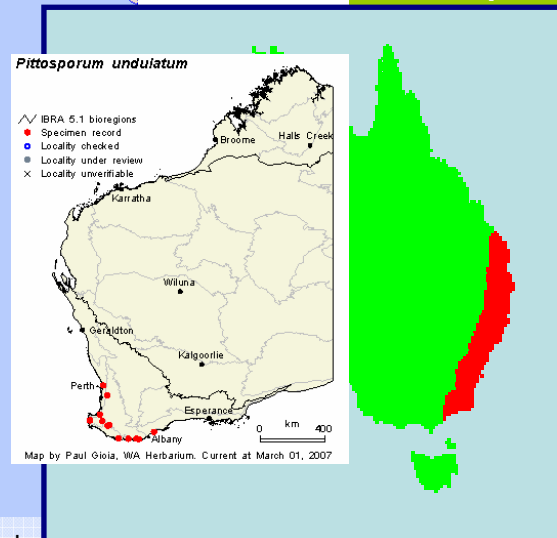 Pittosporum undulatum
IBRA 5.1 bioregions
Specimen record
Locality checked
Locality under review
Locality unverifiable
Broome
Halls Creek
Karratha
Wiluna
Geraldton
Kalgoorlie
Perth
Esperance
Albany
km
0 400
Map by Paul Gioia, WA Herbarium. Current at March 01, 2007